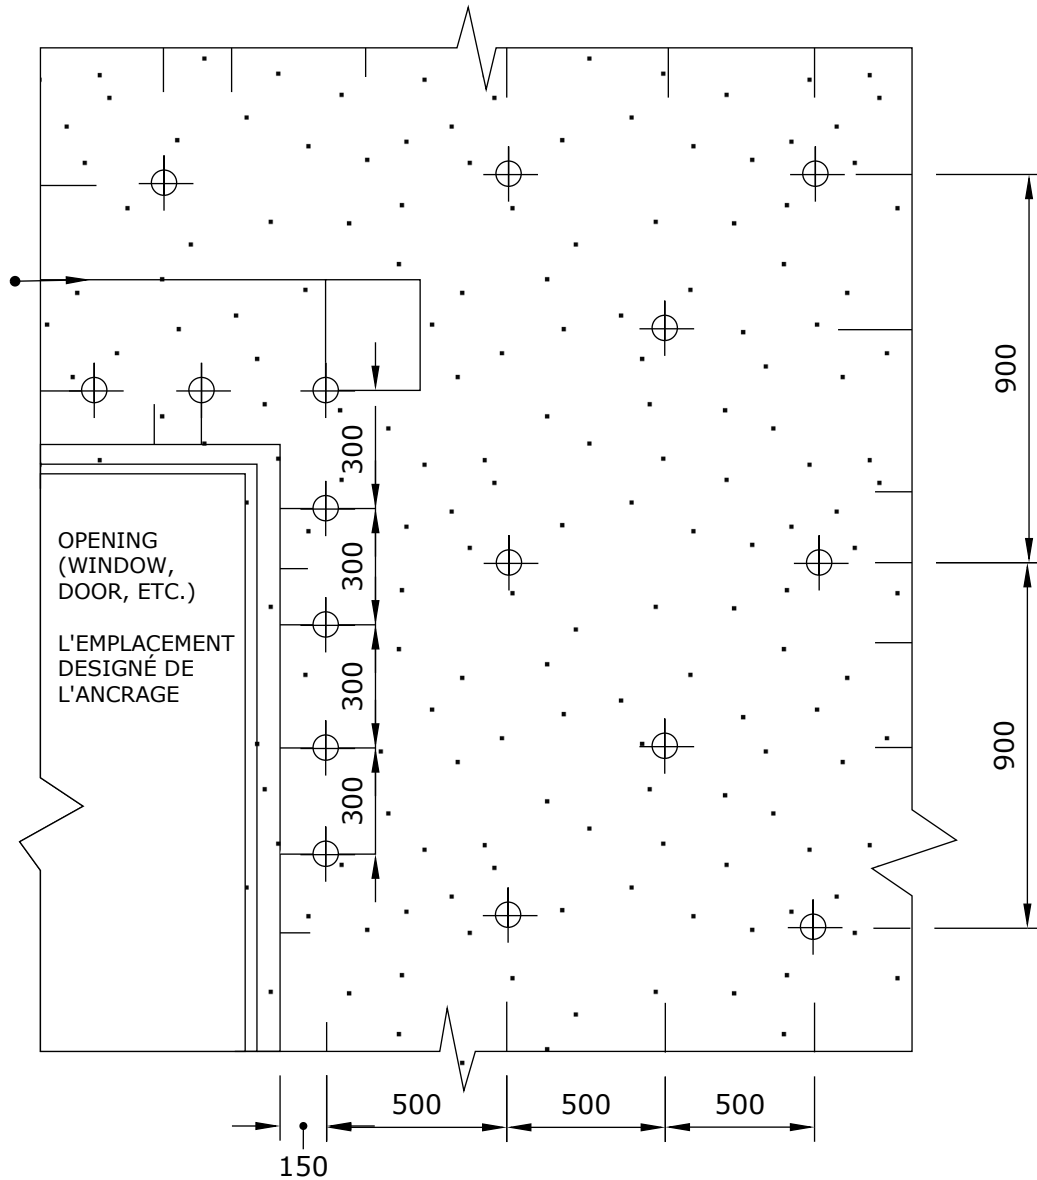 900
300
OPENING
(WINDOW,
DOOR, ETC.)
300
L'EMPLACEMENT
DESIGNÉ DE
L'ANCRAGE
300
900
300
500
500
500
150